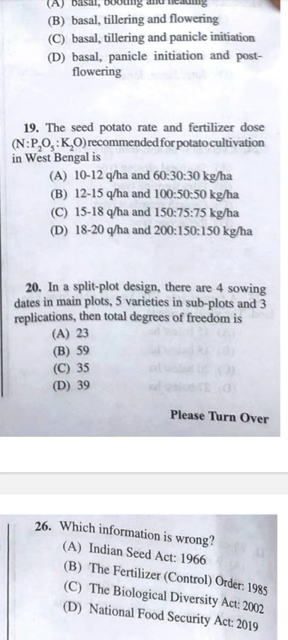 (A) basal, booting and heading
(B) basal, tillering and flowering
(C) basal, tillering and panicle initiation
(D) basal, panicle initiation and post-
flowering
19. The seed potato rate and fertilizer dose
(N:P₂O₅:K₂O) recommended for potato cultivation
in West Bengal is
(A) 10-12 q/ha and 60:30:30 kg/ha
(B) 12-15 q/ha and 100:50:50 kg/ha
(C) 15-18 q/ha and 150:75:75 kg/ha
(D) 18-20 q/ha and 200:150:150 kg/ha
20. In a split-plot design, there are 4 sowing
dates in main plots, 5 varieties in sub-plots and 3
replications, then total degrees of freedom is
(A) 23
(B) 59
(C) 35
(D) 39
Please Turn Over
26. Which information is wrong?
(A) Indian Seed Act: 1966
(B) The Fertilizer (Control) Order: 1985
(C) The Biological Diversity Act: 2002
(D) National Food Security Act: 2019